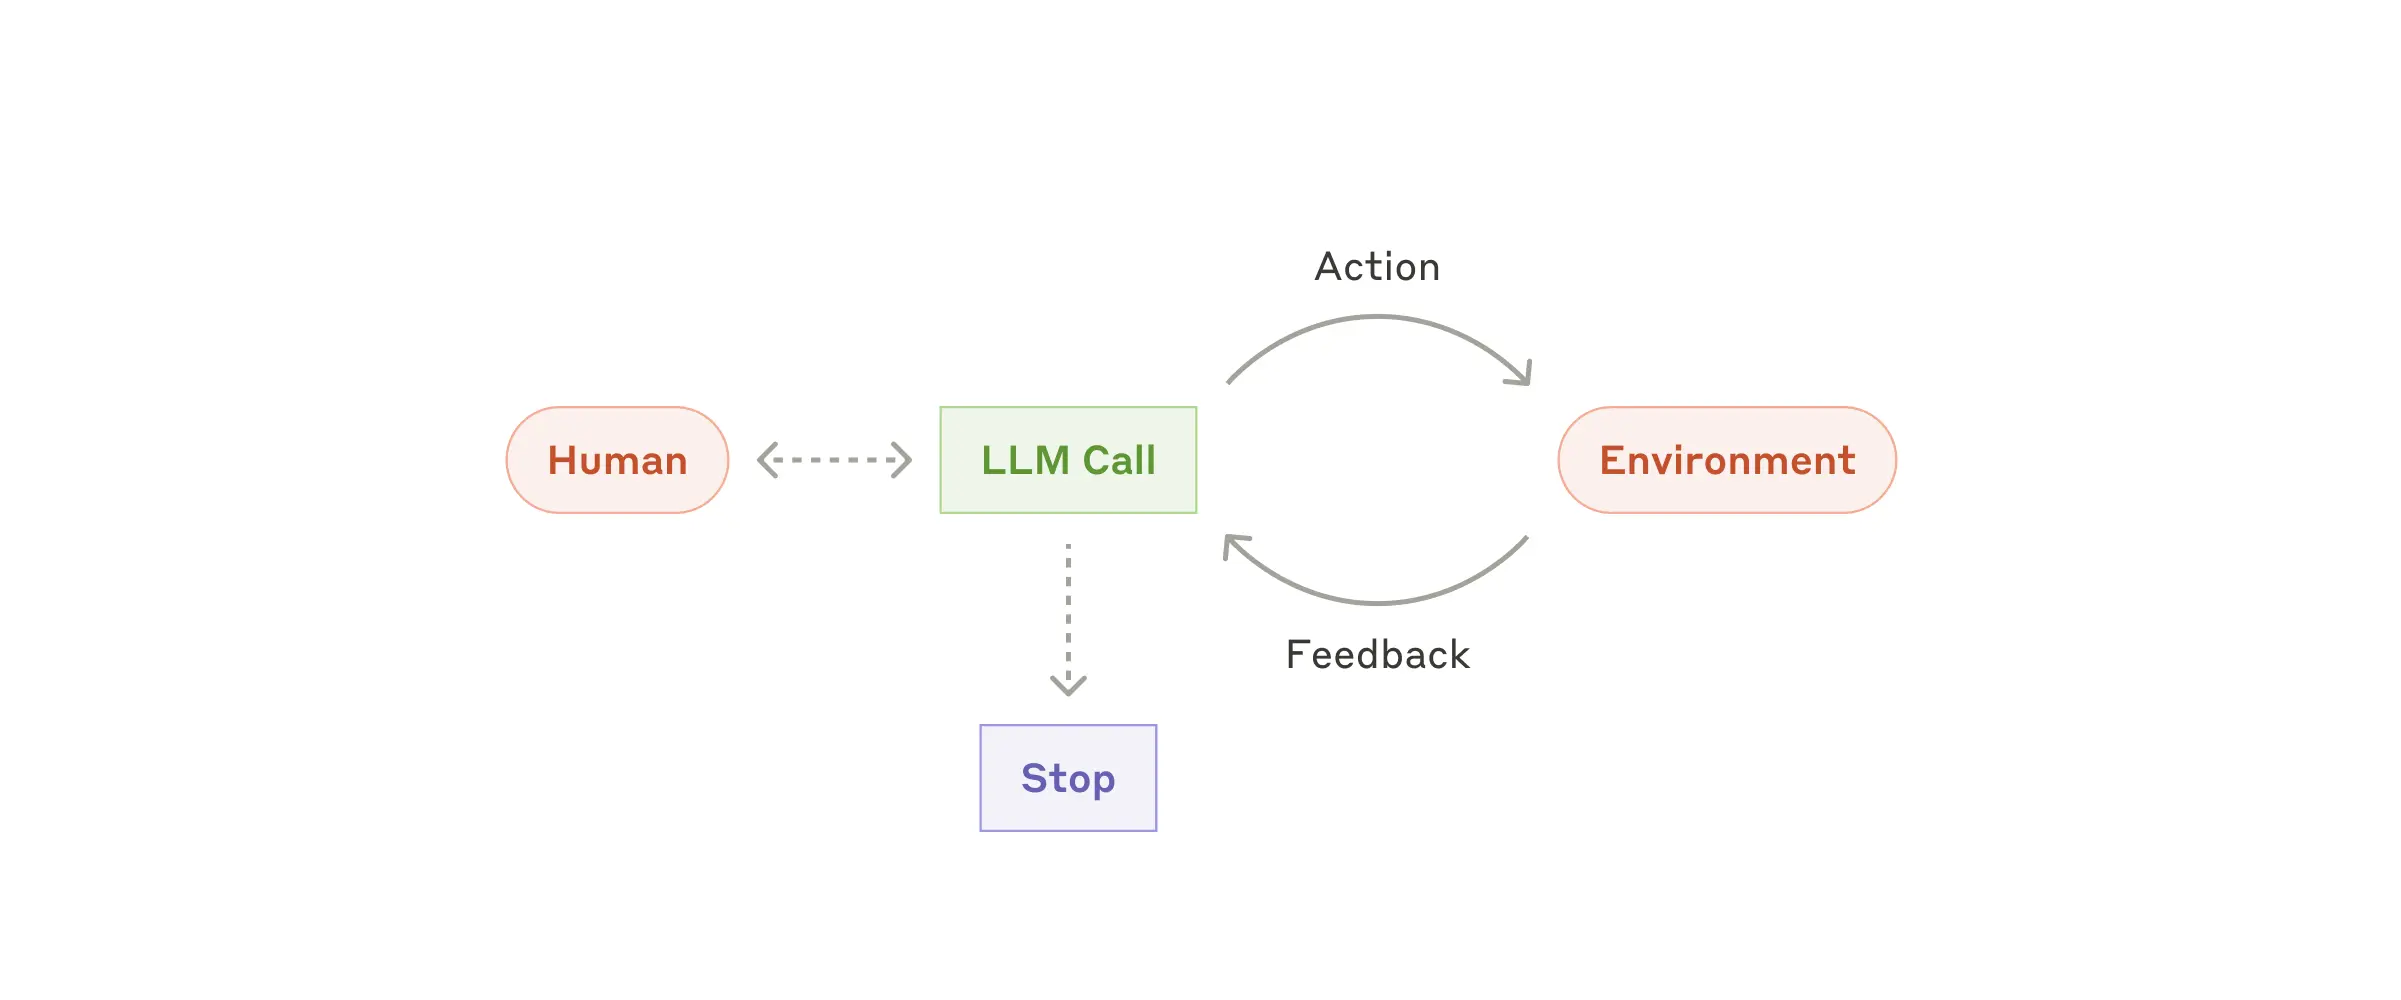 Action
Human
LLM Call
Environment
Feedback
Stop